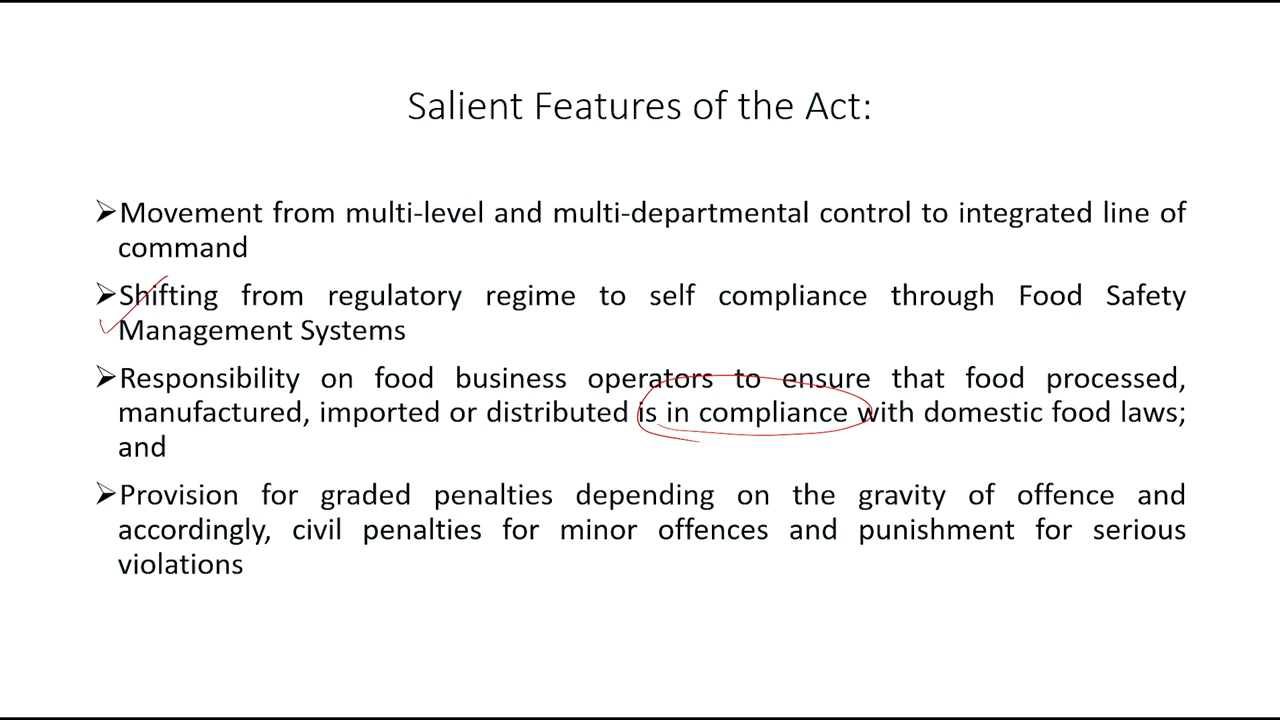 Salient Features of the Act:
➢Movement from multi-level and multi-departmental control to integrated line of
command
➢Shifting from regulatory regime to self compliance through Food Safety
Management Systems
➢Responsibility on food business operators to ensure that food processed,
manufactured, imported or distributed is in compliance with domestic food laws;
and
➢Provision for graded penalties depending on the gravity of offence and
accordingly, civil penalties for minor offences and punishment for serious
violations